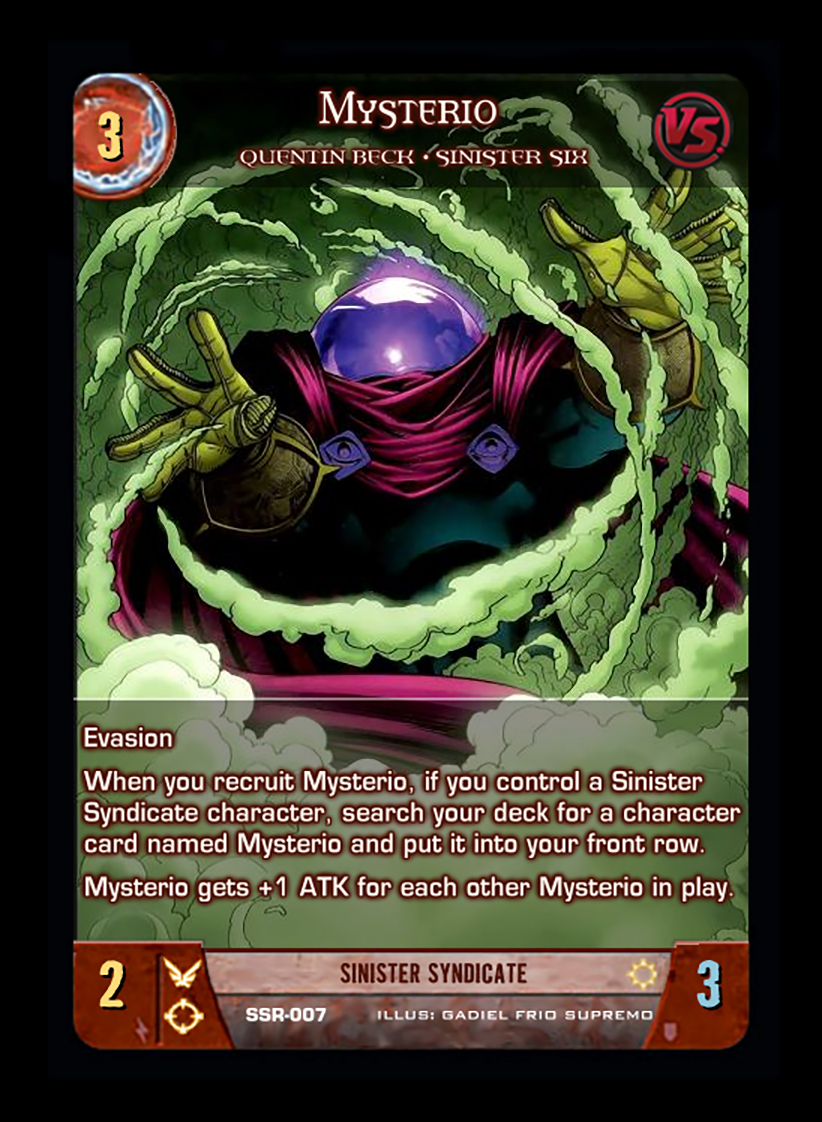 3
Mysterio
VS.
Quentin Beck • Sinister Six
Evasion
When you recruit Mysterio, if you control a Sinister
Syndicate character, search your deck for a character
card named Mysterio and put it into your front row.
Mysterio gets +1 ATK for each other Mysterio in play.
2
SINISTER SYNDICATE
3
SSR-007
ILLUS: GADIEL FRIO SUPREMO